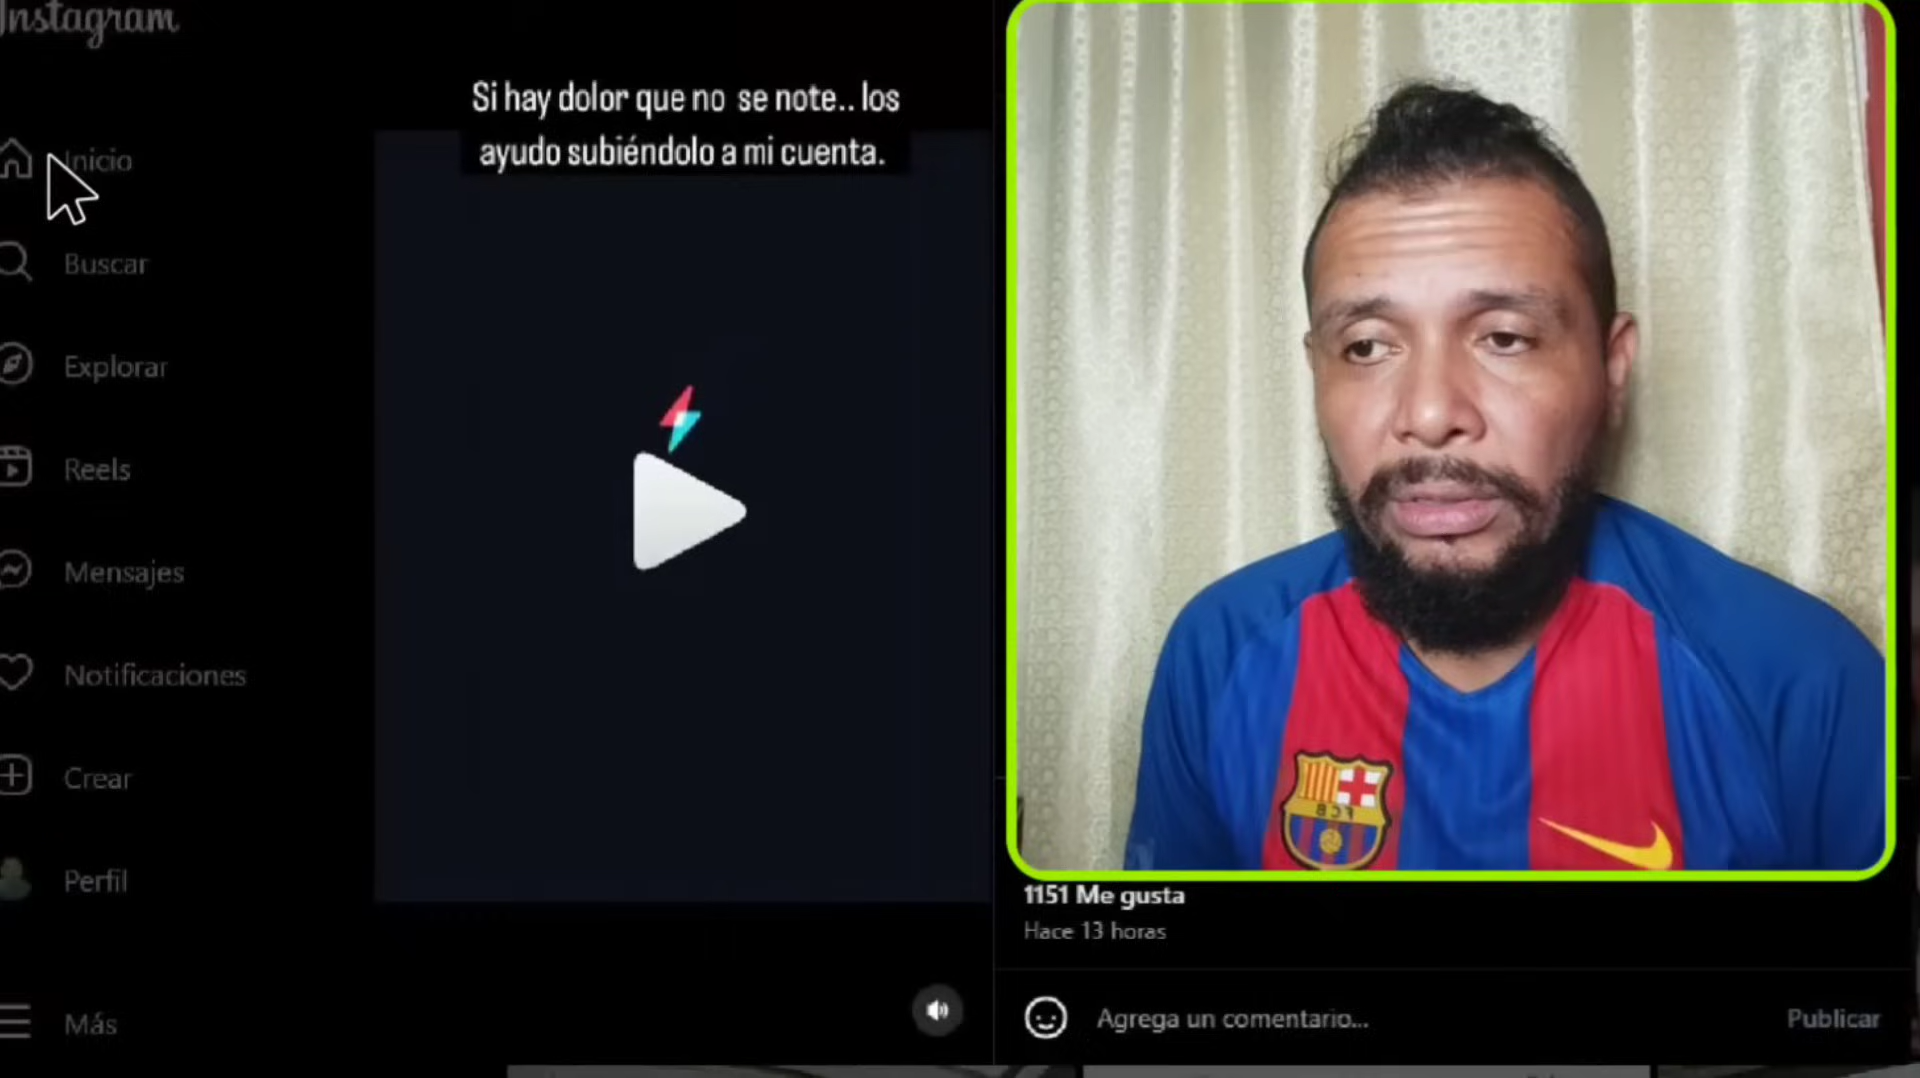 Instagram
Inicio
Buscar
Explorar
Reels
Mensajes
Notificaciones
Crear
Perfil
Más
Si hay dolor que no se note.. los
ayudo subiéndolo a mi cuenta.
FCB
1151 Me gusta
Hace 13 horas
Agrega un comentario...
Publicar